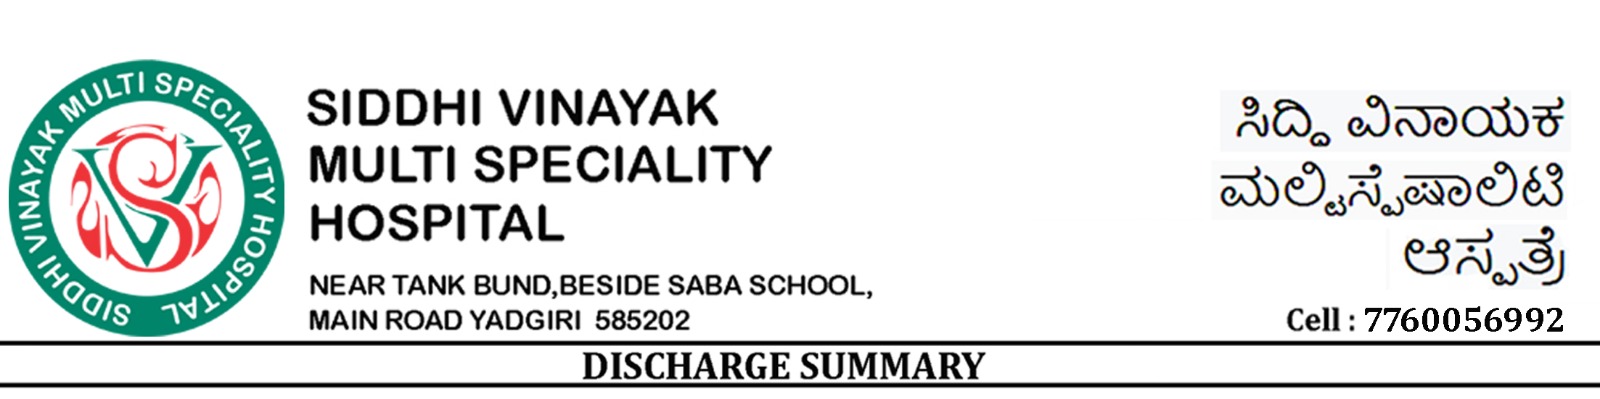 SIDDHI VINAYAK MULTI SPECIALITY HOSPITAL
VS
SIDDHI VINAYAK
MULTI SPECIALITY
HOSPITAL
NEAR TANK BUND,BESIDE SABA SCHOOL,
MAIN ROAD YADGIRI 585202
ಸಿದ್ದಿ ವಿನಾಯಕ
ಮಲ್ಟಿಸ್ಪೆಷಾಲಿಟಿ
ಆಸ್ಪತ್ರೆ
Cell : 7760056992
DISCHARGE SUMMARY